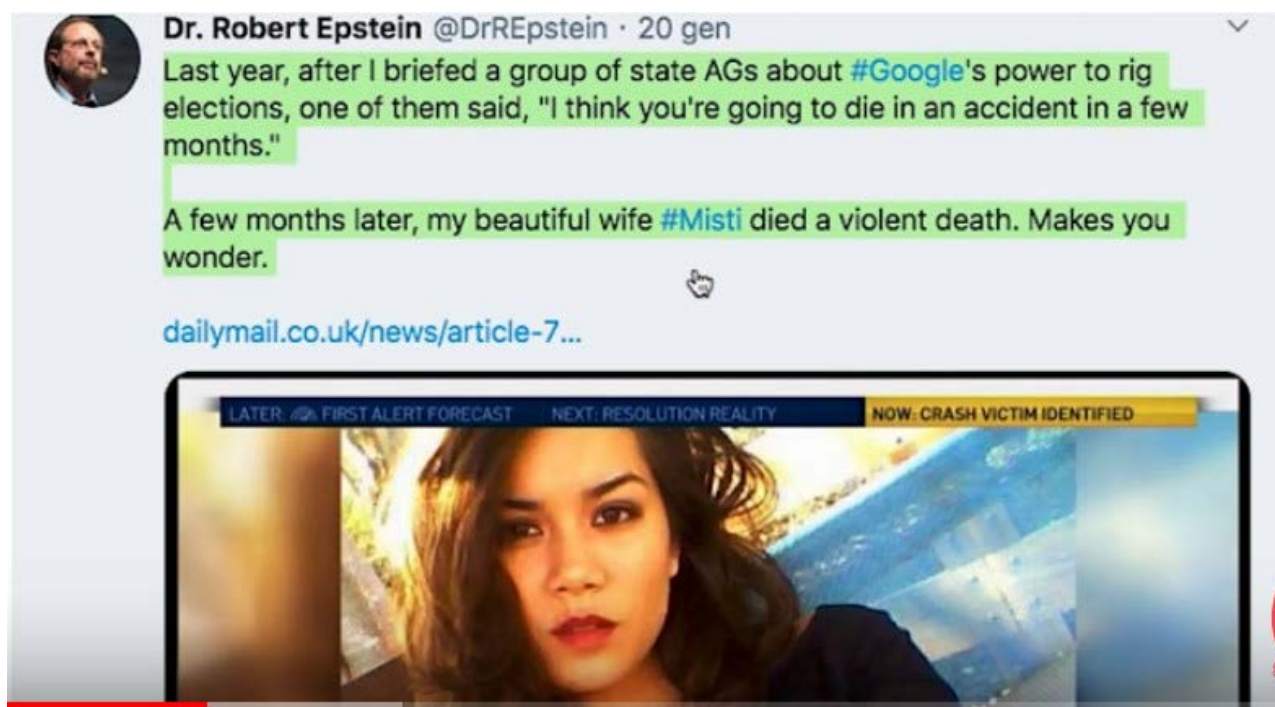 Dr. Robert Epstein @DrREpstein · 20 gen
Last year, after I briefed a group of state AGs about #Google's power to rig
elections, one of them said, "I think you're going to die in an accident in a few
months."
A few months later, my beautiful wife #Misti died a violent death. Makes you
wonder.
dailymail.co.uk/news/article-7...
LATER: FIRST ALERT FORECAST NEXT: RESOLUTION REALITY NOW: CRASH VICTIM IDENTIFIED